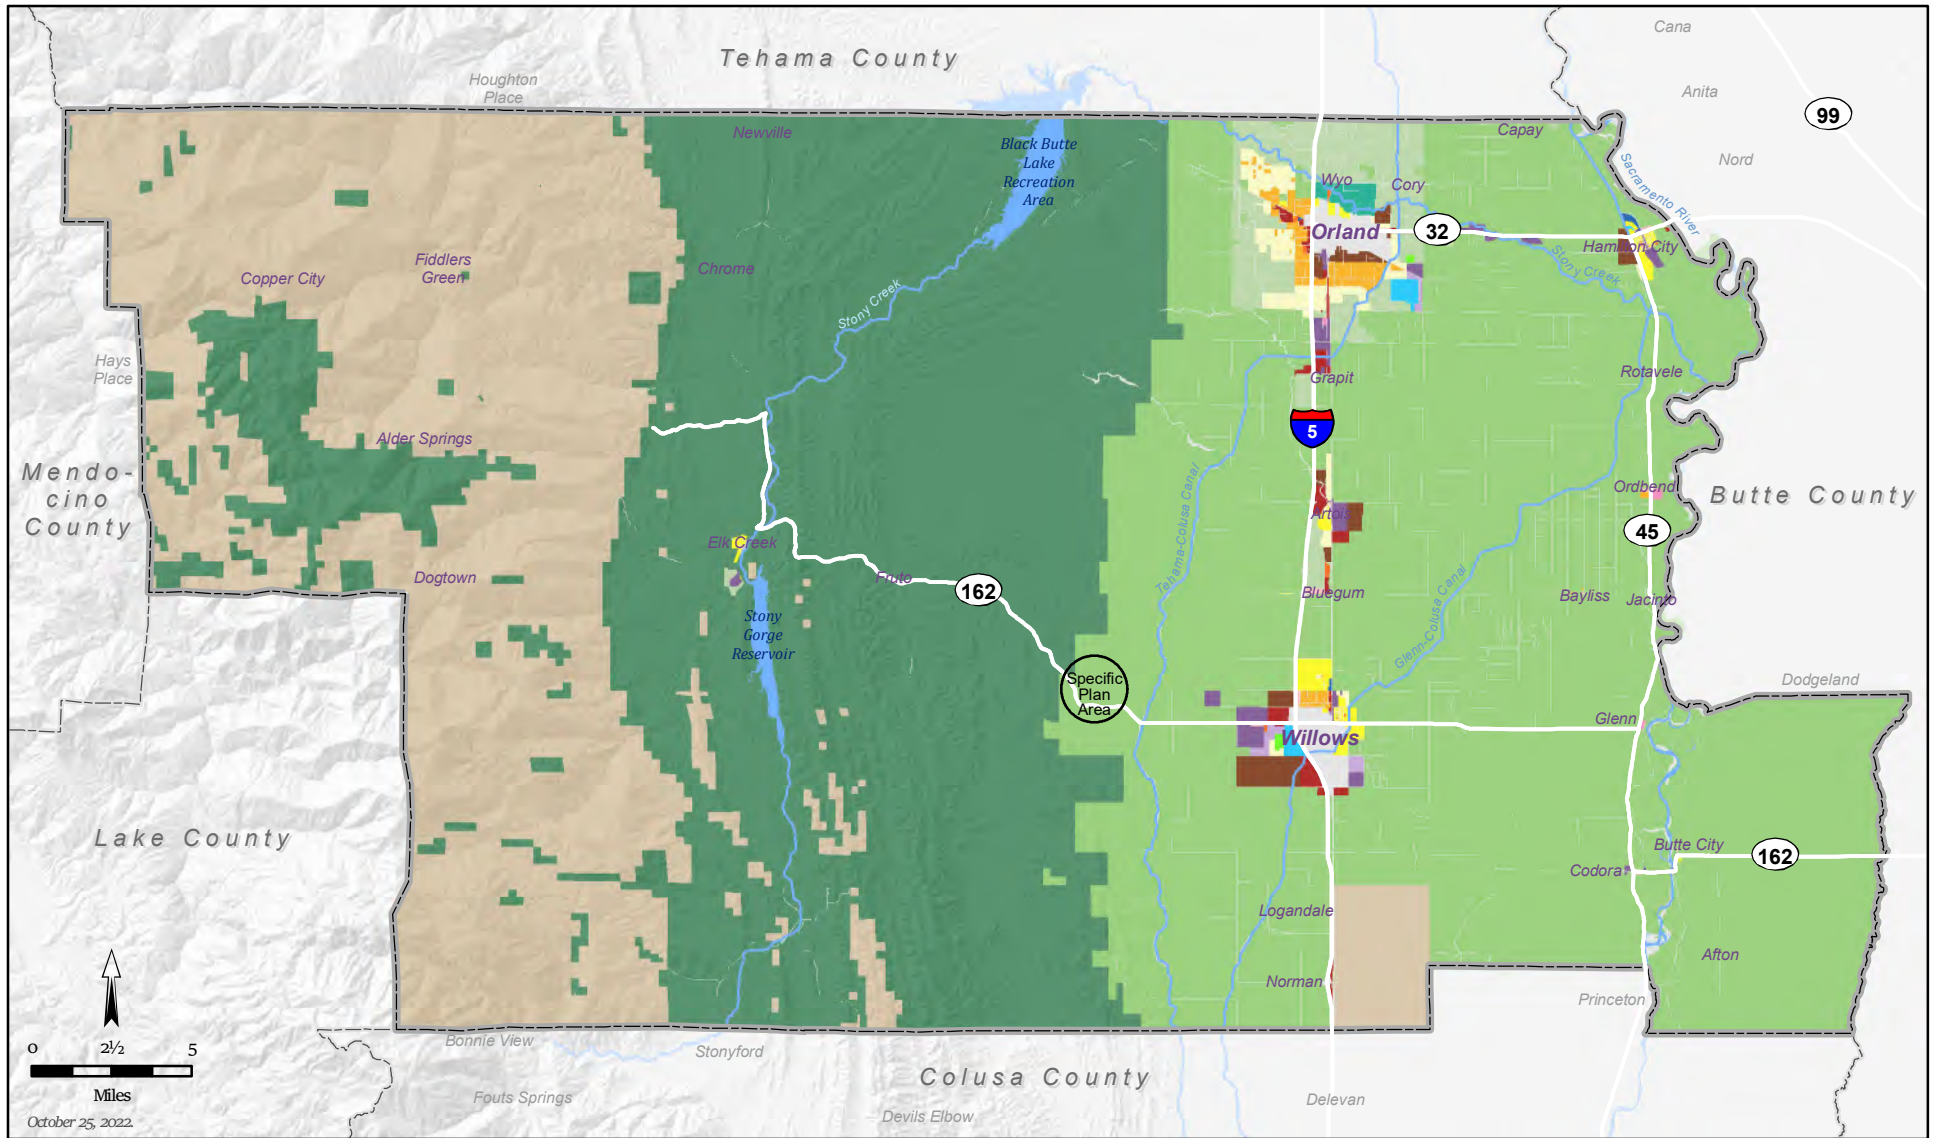 Tehama County
Cana
Houghton
Place
Anita
99
Newville
Black Butte
Lake
Recreation
Area
Capay
Nord
Wyo
Cory
Sacramento River
Orland
32
Hamilton City
Stony Creek
Fiddlers
Green
Copper City
Chrome
Stony Creek
Hays
Place
Grapit
Rotavele
5
Alder Springs
Mendo-
cino
County
Tehama-Colusa Canal
Ordbend
Butte County
Artois
45
Elk Creek
Dogtown
Fruto
162
Bluegum
Glenn-Colusa Canal
Bayliss
Jacinto
Stony
Gorge
Reservoir
Specific
Plan
Area
Dodgeland
Glenn
Willows
Lake County
Butte City
162
Codora
Logandale
Afton
Norman
Princeton
0 2½ 5
Miles
October 25, 2022.
Bonnie View
Stonyford
Colusa County
Fouts Springs
Devils Elbow
Delevan